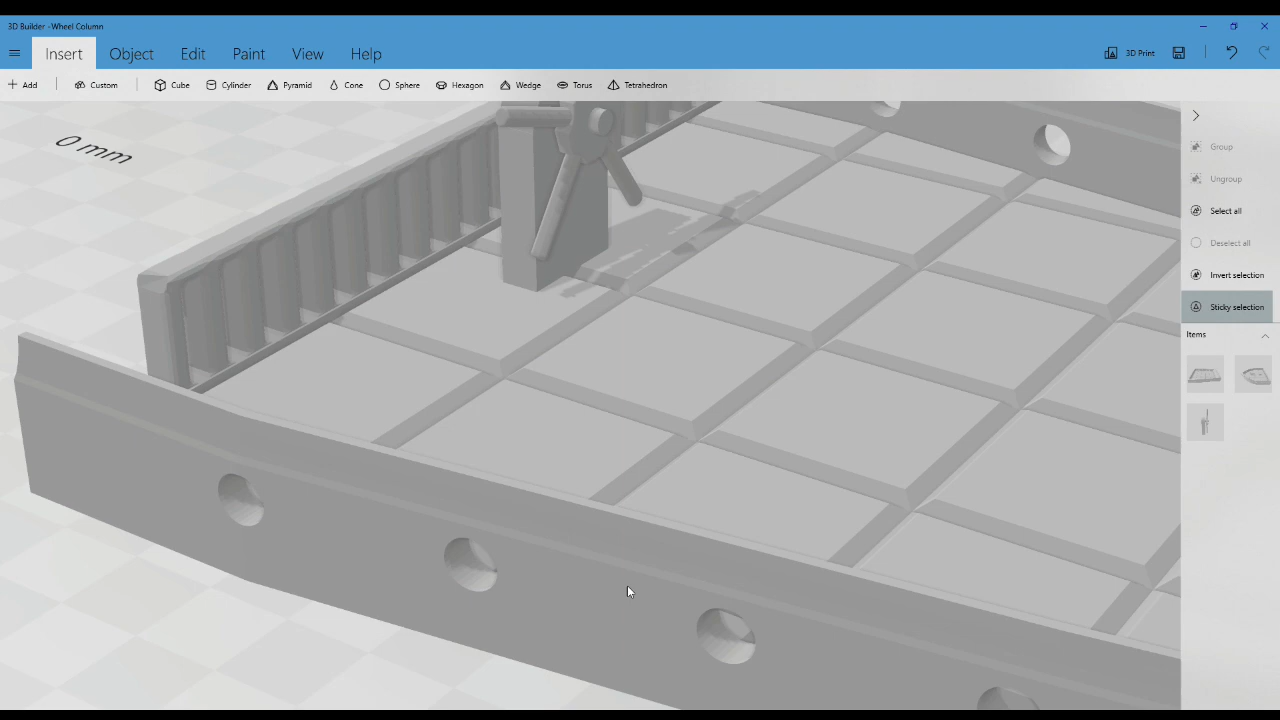 3D Builder - Wheel Column
Insert Object Edit Paint View Help
3D Print
Add Custom Cube Cylinder Pyramid Cone Sphere Hexagon Wedge Torus Tetrahedron
0 mm
Group
Ungroup
Select all
Deselect all
Invert selection
Sticky selection
Items